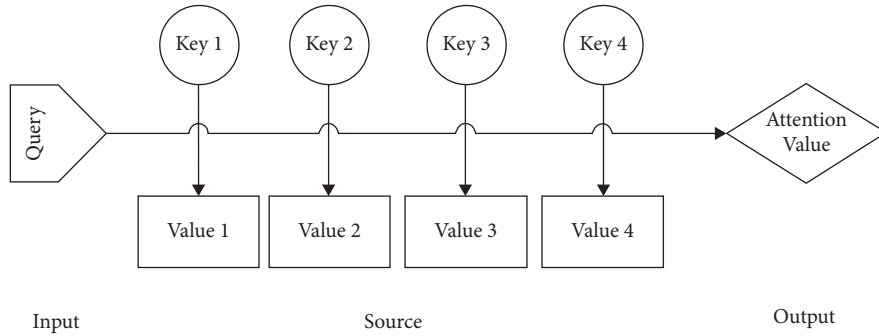 Key 1
Key 2
Key 3
Key 4
Query
Attention
Value
Value 1
Value 2
Value 3
Value 4
Input
Source
Output